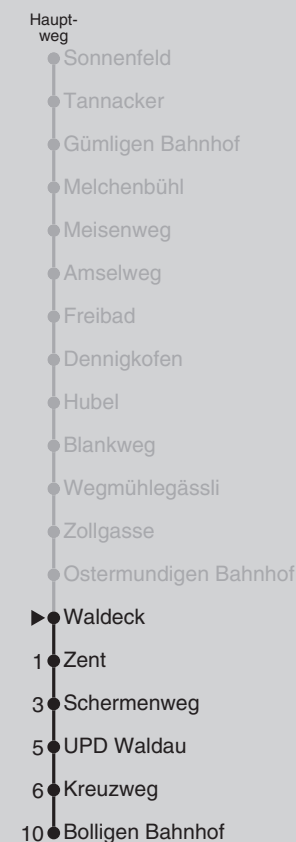 Haupt-
weg
Sonnenfeld
Tannacker
Gümligen Bahnhof
Melchenbühl
Meisenweg
Amselweg
Freibad
Dennigkofen
Hubel
Blankweg
Wegmühlegässli
Zollgasse
Ostermundigen Bahnhof
Waldeck
1 Zent
3 Schermenweg
5 UPD Waldau
6 Kreuzweg
10 Bolligen Bahnhof